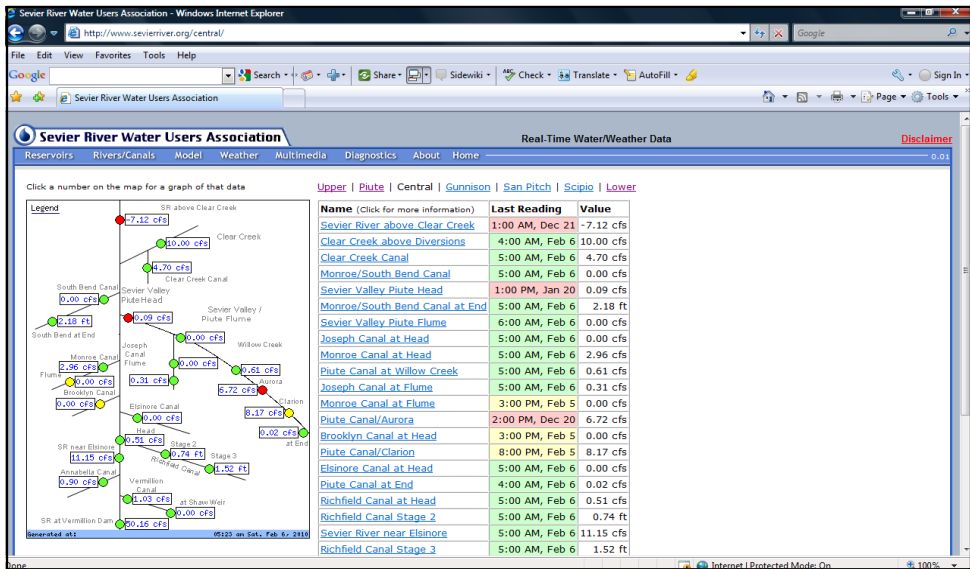 Sevier River Water Users Association - Windows Internet Explorer
http://www.sevierriver.org/central/
Google
File Edit View Favorites Tools Help
Google Search Share Sidewiki Check Translate AutoFill Sign In
Sevier River Water Users Association
Page Tools
Sevier River Water Users Association Real-Time Water/Weather Data Disclaimer
Reservoirs Rivers/Canals Model Weather Multimedia Diagnostics About Home 0.01
Click a number on the map for a graph of that data
Upper | Piute | Central | Gunnison | San Pitch | Scipio | Lower
Legend
SR above Clear Creek
-7.12 cfs
Clear Creek
10.00 cfs
4.70 cfs
Clear Creek Canal
South Bend Canal
0.00 cfs
Sevier Valley
Piute Head
2.18 ft
South Bend at End
0.09 cfs
Sevier Valley /
Piute Flume
0.00 cfs
Willow Creek
Joseph
Canal
Flume
Monroe Canal
2.96 cfs
0.00 cfs
0.61 cfs
Flume
0.00 cfs
0.31 cfs
Aurora
6.72 cfs
Brooklyn Canal
0.00 cfs
Clarion
8.17 cfs
Elsinore Canal
0.00 cfs
0.02 cfs
at End
Head
0.51 cfs
Stage 2
0.74 ft
Stage 3
SR near Elsinore
11.15 cfs
Richfield Canal
1.52 ft
Annabella Canal
0.90 cfs
Vermillion
Canal
1.03 cfs
at Shaw Weir
0.00 cfs
SR at Vermillion Dam
50.16 cfs
Generated at: 05:23 am Sat. Feb 6, 2010
Name (Click for more information) Last Reading Value
Sevier River above Clear Creek 1:00 AM, Dec 21 -7.12 cfs
Clear Creek above Diversions 4:00 AM, Feb 6 10.00 cfs
Clear Creek Canal 5:00 AM, Feb 6 4.70 cfs
Monroe/South Bend Canal 5:00 AM, Feb 6 0.00 cfs
Sevier Valley Piute Head 1:00 PM, Jan 20 0.09 cfs
Monroe/South Bend Canal at End 5:00 AM, Feb 6 2.18 ft
Sevier Valley Piute Flume 6:00 AM, Feb 6 0.00 cfs
Joseph Canal at Head 5:00 AM, Feb 6 0.00 cfs
Monroe Canal at Head 5:00 AM, Feb 6 2.96 cfs
Piute Canal at Willow Creek 5:00 AM, Feb 6 0.61 cfs
Joseph Canal at Flume 5:00 AM, Feb 6 0.31 cfs
Monroe Canal at Flume 3:00 PM, Feb 5 0.00 cfs
Piute Canal/Aurora 2:00 PM, Dec 20 6.72 cfs
Brooklyn Canal at Head 3:00 PM, Feb 5 0.00 cfs
Piute Canal/Clarion 8:00 PM, Feb 5 8.17 cfs
Elsinore Canal at Head 5:00 AM, Feb 6 0.00 cfs
Piute Canal at End 4:00 AM, Feb 6 0.02 cfs
Richfield Canal at Head 5:00 AM, Feb 6 0.51 cfs
Richfield Canal Stage 2 5:00 AM, Feb 6 0.74 ft
Sevier River near Elsinore 5:00 AM, Feb 6 11.15 cfs
Richfield Canal Stage 3 5:00 AM, Feb 6 1.52 ft
Done Internet | Protected Mode: On 100%